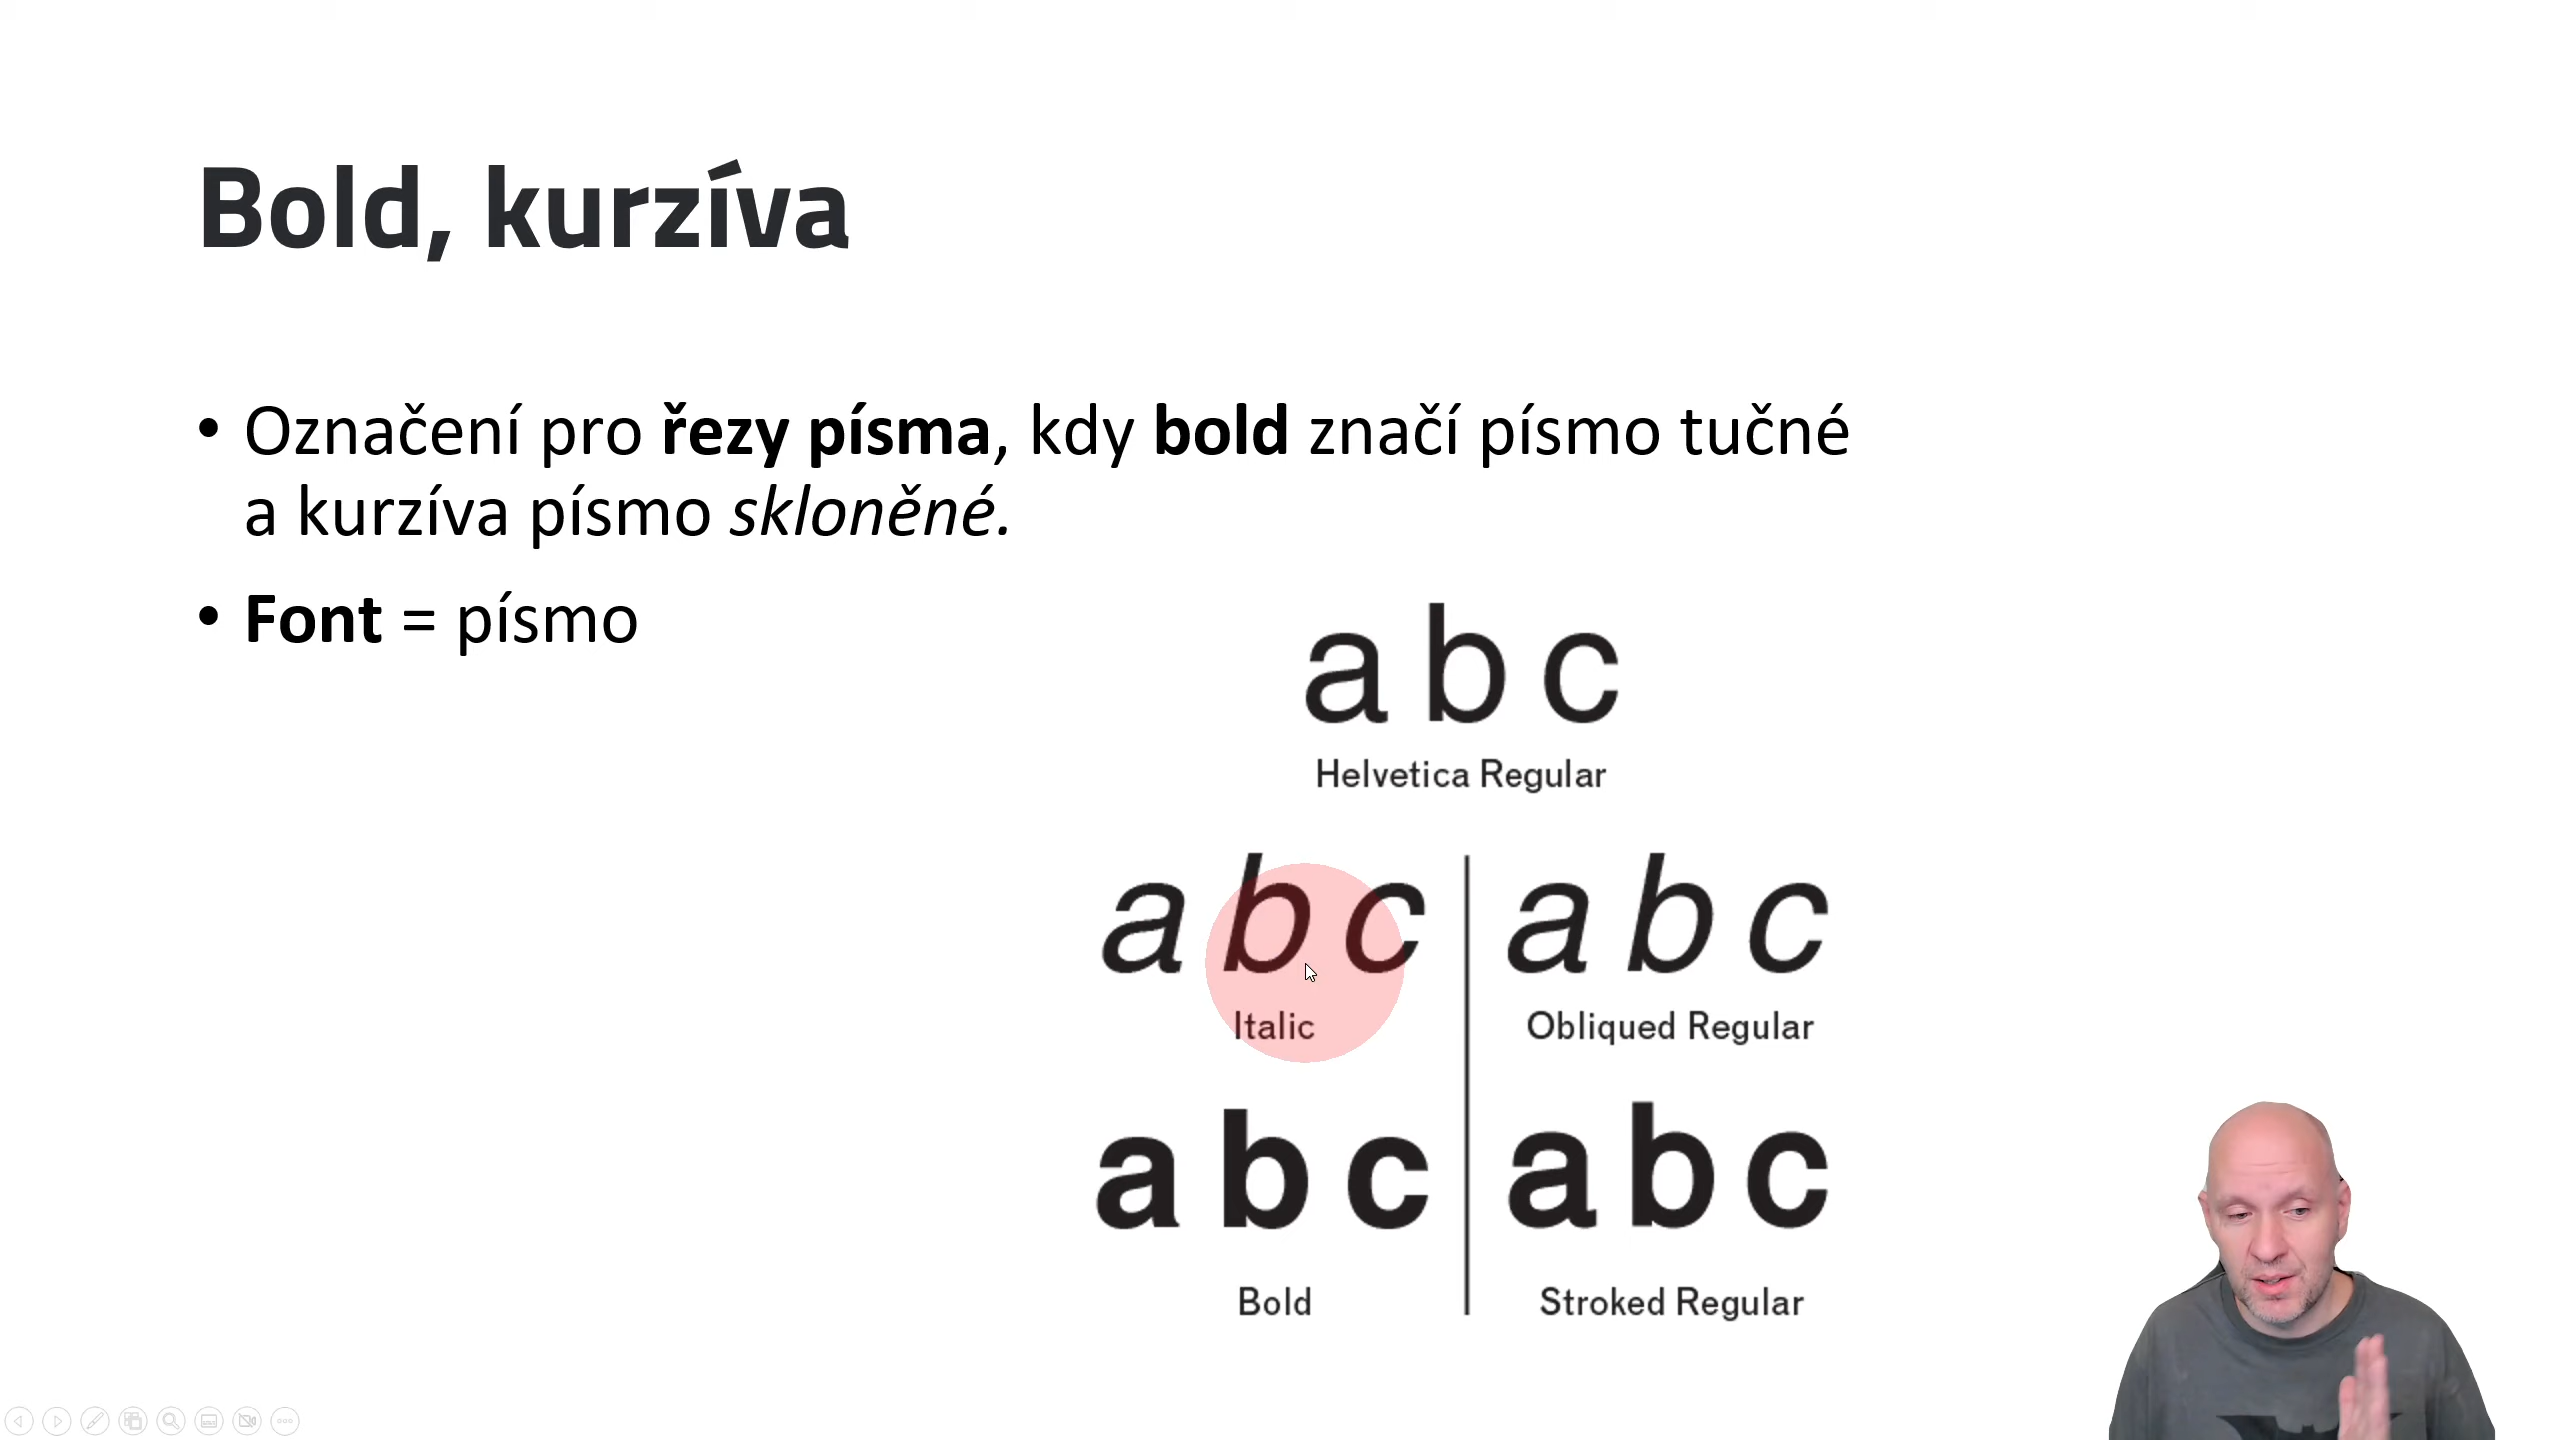 Bold, kurzíva
• Označení pro řezy písma, kdy bold značí písmo tučné
a kurzíva písmo skloněné.
• Font = písmo
a b c
Helvetica Regular
a b c
Italic
a b c
Obliqued Regular
a b c
Bold
a b c
Stroked Regular